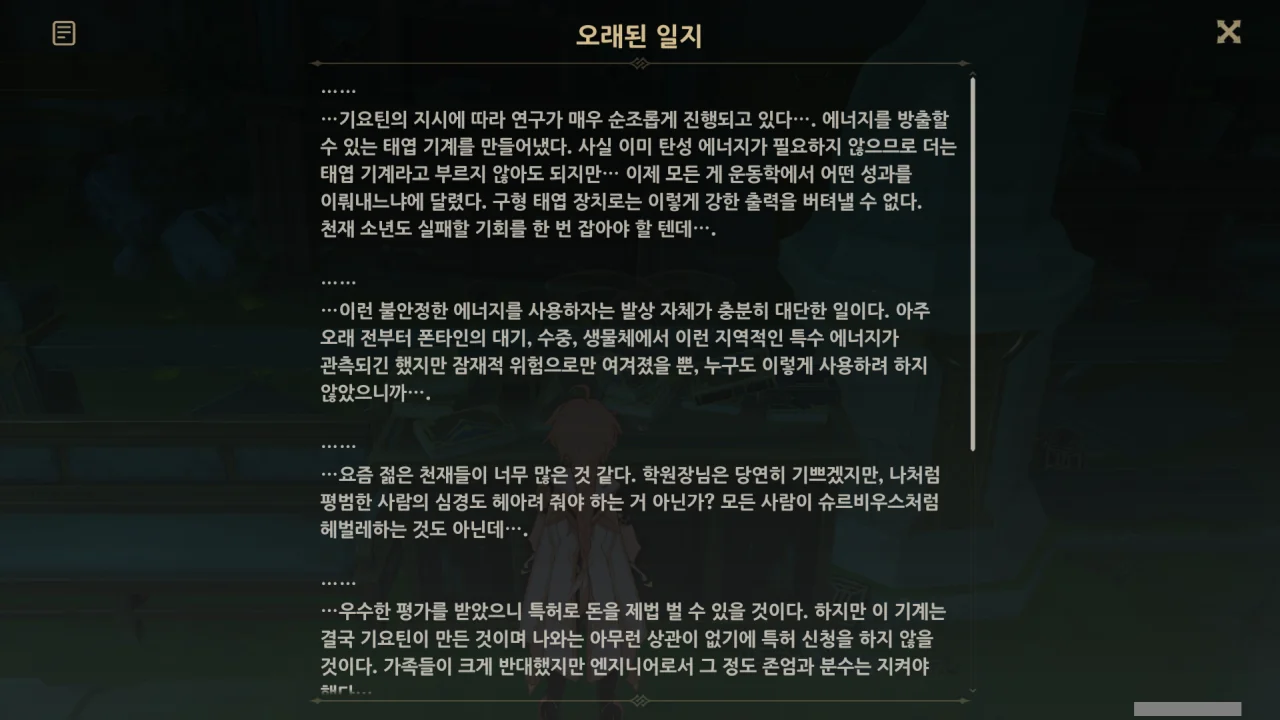 오래된 일지
……
…기요틴의 지시에 따라 연구가 매우 순조롭게 진행되고 있다…. 에너지를 방출할
수 있는 태엽 기계를 만들어냈다. 사실 이미 탄성 에너지가 필요하지 않으므로 더는
태엽 기계라고 부르지 않아도 되지만… 이제 모든 게 운동학에서 어떤 성과를
이뤄내느냐에 달렸다. 구형 태엽 장치로는 이렇게 강한 출력을 버텨낼 수 없다.
천재 소년도 실패할 기회를 한 번 잡아야 할 텐데….
……
…이런 불안정한 에너지를 사용하자는 발상 자체가 충분히 대단한 일이다. 아주
오래 전부터 폰타인의 대기, 수중, 생물체에서 이런 지역적인 특수 에너지가
관측되긴 했지만 잠재적 위험으로만 여겨졌을 뿐, 누구도 이렇게 사용하려 하지
않았으니까….
……
…요즘 젊은 천재들이 너무 많은 것 같다. 학원장님은 당연히 기쁘겠지만, 나처럼
평범한 사람의 심경도 헤아려 줘야 하는 거 아닌가? 모든 사람이 슈르비우스처럼
헤벌레하는 것도 아닌데….
……
…우수한 평가를 받았으니 특허로 돈을 제법 벌 수 있을 것이다. 하지만 이 기계는
결국 기요틴이 만든 것이며 나와는 아무런 상관이 없기에 특허 신청을 하지 않을
것이다. 가족들이 크게 반대했지만 엔지니어로서 그 정도 존엄과 분수는 지켜야